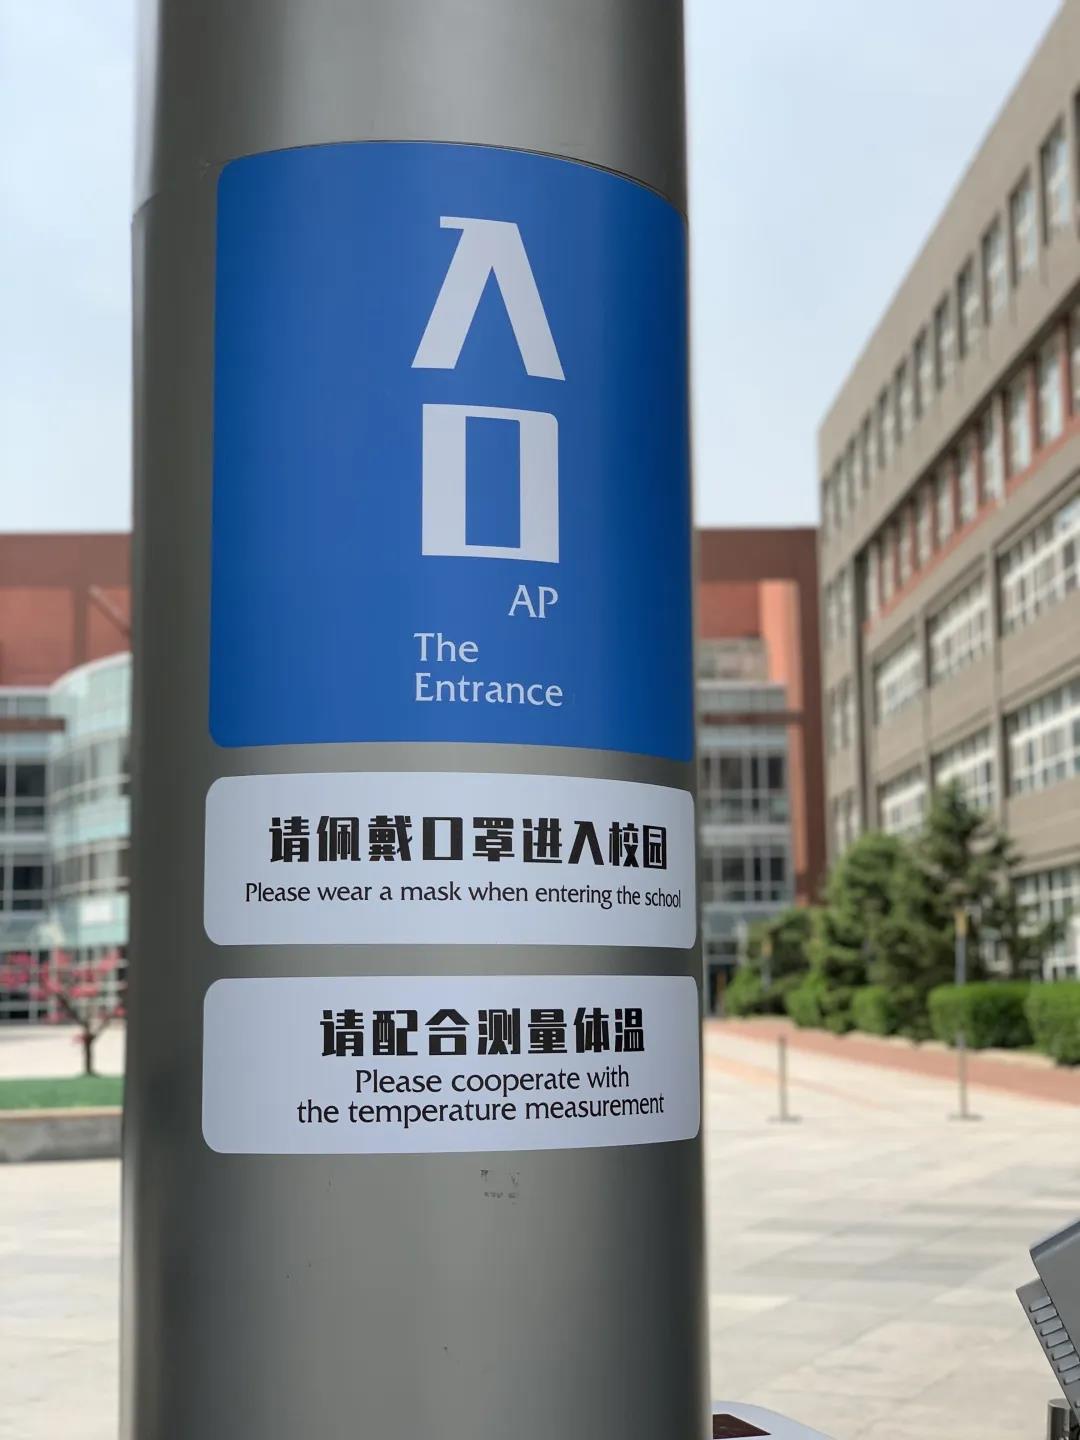 入
口
AP
The
Entrance
请佩戴口罩进入校园
Please wear a mask when entering the school
请配合测量体温
Please cooperate with
the temperature measurement